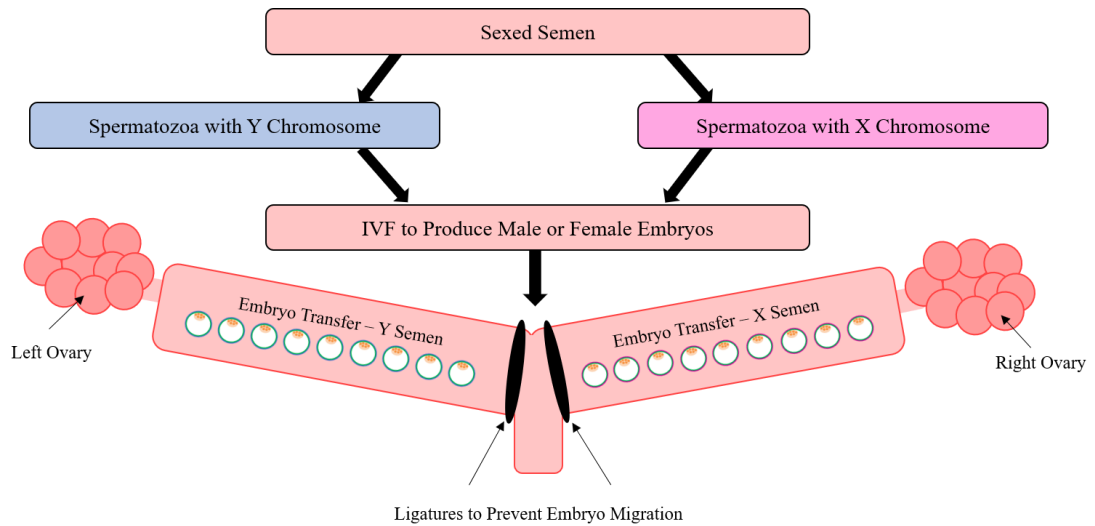 Sexed Semen
Spermatozoa with Y Chromosome
Spermatozoa with X Chromosome
IVF to Produce Male or Female Embryos
Embryo Transfer – Y Semen
Embryo Transfer – X Semen
Left Ovary
Right Ovary
Ligatures to Prevent Embryo Migration